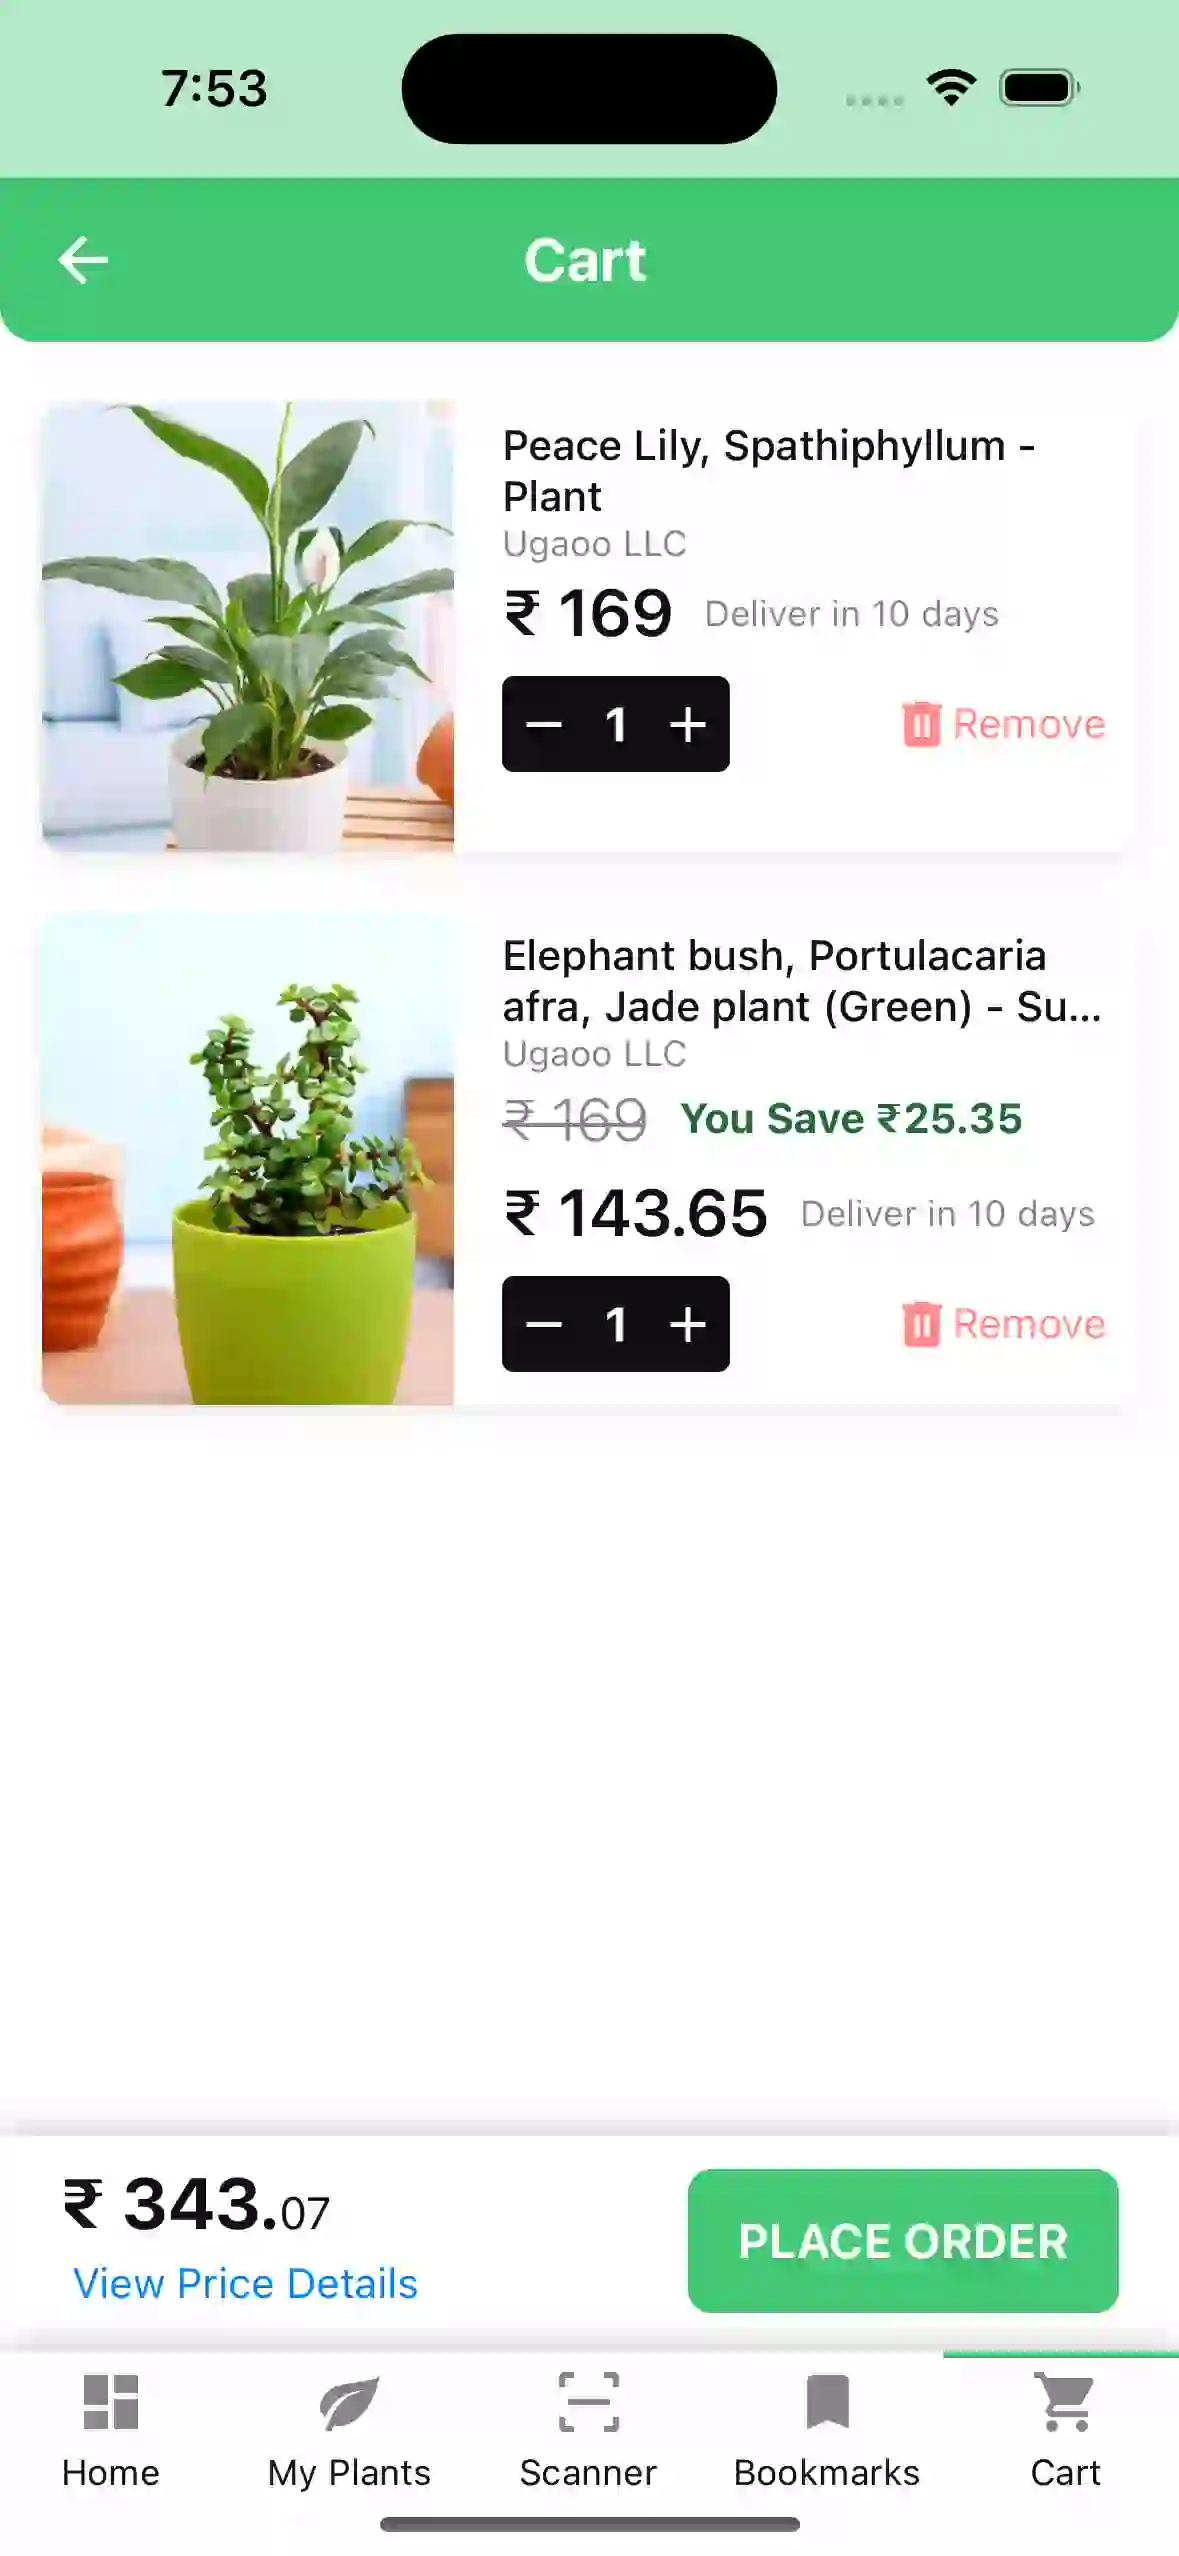 7:53
Cart
Peace Lily, Spathiphyllum -
Plant
Ugaoo LLC
₹ 169 Deliver in 10 days
1
Remove
Elephant bush, Portulacaria
afra, Jade plant (Green) - Su...
Ugaoo LLC
₹ 169 You Save ₹25.35
₹ 143.65 Deliver in 10 days
1
Remove
₹ 343.07
View Price Details
PLACE ORDER
Home
My Plants
Scanner
Bookmarks
Cart